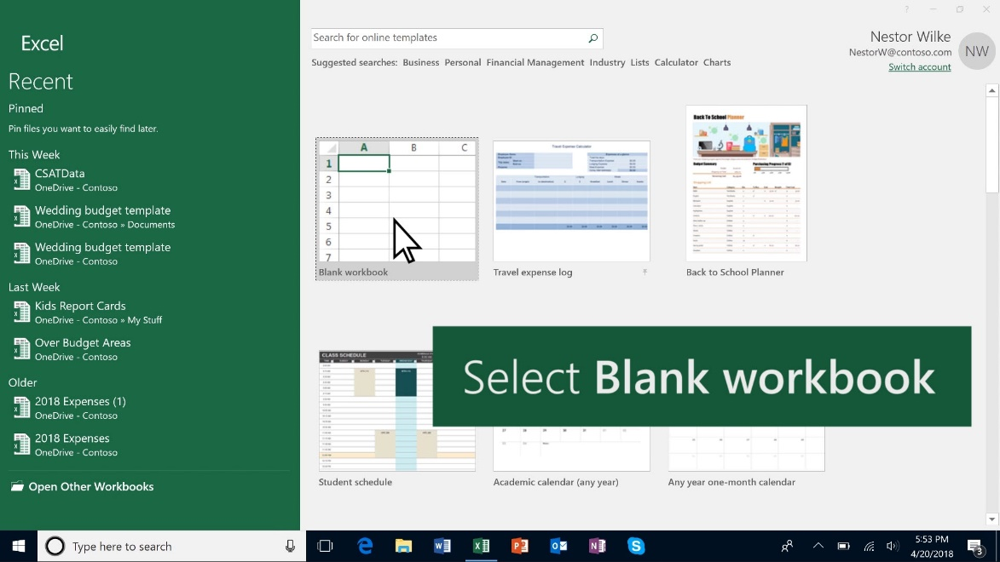 Excel
Recent
Pinned
Pin files you want to easily find later.
This Week
CSATData
OneDrive - Contoso
Wedding budget template
OneDrive - Contoso » Documents
Wedding budget template
OneDrive - Contoso
Last Week
Kids Report Cards
OneDrive - Contoso » My Stuff
Over Budget Areas
OneDrive - Contoso
Older
2018 Expenses (1)
OneDrive - Contoso
2018 Expenses
OneDrive - Contoso
Open Other Workbooks
Search for online templates
Suggested searches: Business Personal Financial Management Industry Lists Calculator Charts
Nestor Wilke
NestorW@contoso.com
Switch account
NW
A B C
1
2
3
4
5
6
7
Blank workbook
Travel Expense Calculator
Travel expense log
Back To School Planner
Budget Summary
Back to School Planner
Select Blank workbook
CLASS SCHEDULE
Student schedule
Academic calendar (any year)
Any year one-month calendar
Type here to search
5:53 PM
4/20/2018
3